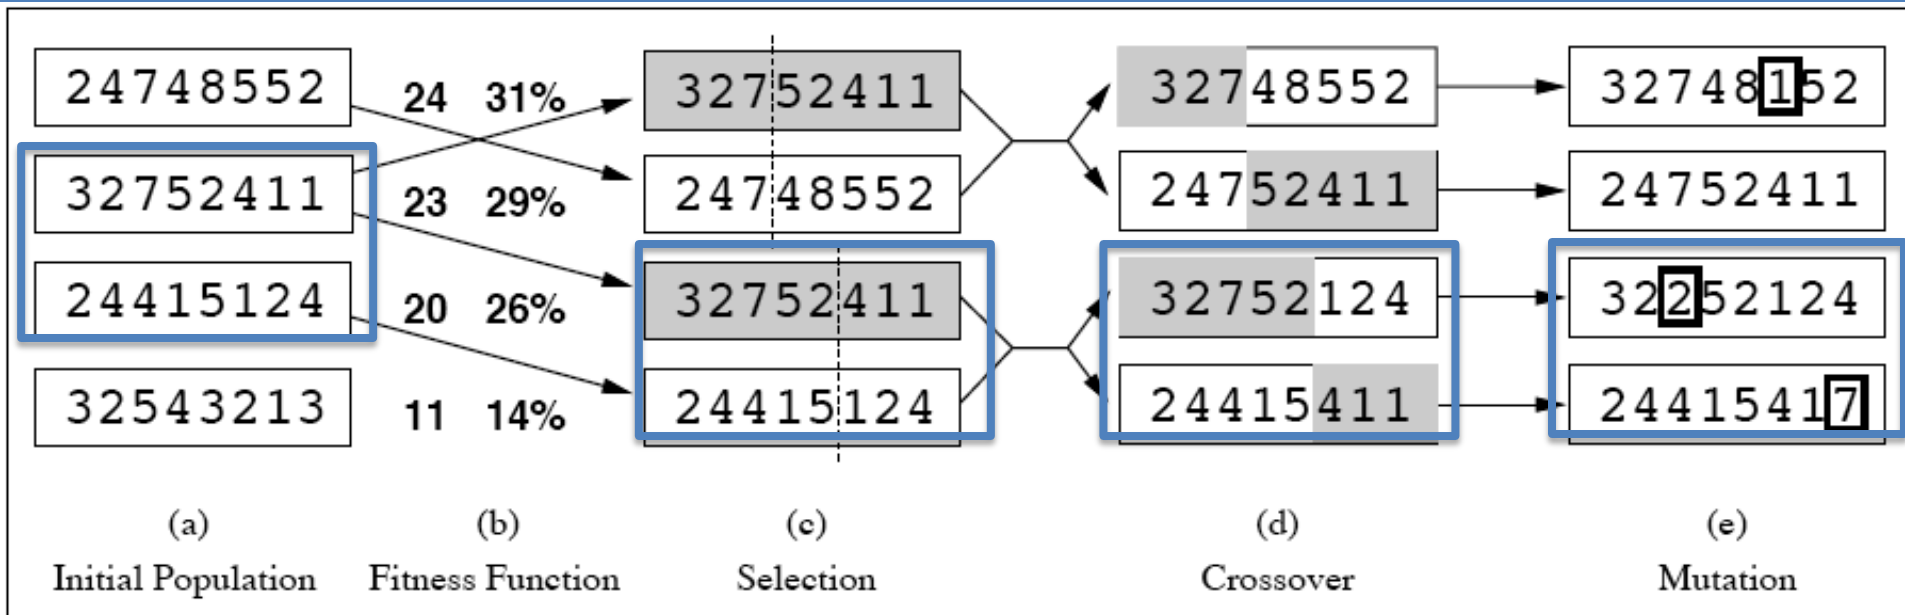 24748552 24 31% 32752411 32748552 32748152
32752411 23 29% 24748552 24752411 24752411
24415124 20 26% 32752411 32752124 32252124
32543213 11 14% 24415124 24415411 24415417
(a) (b) (c) (d) (e)
Initial Population Fitness Function Selection Crossover Mutation